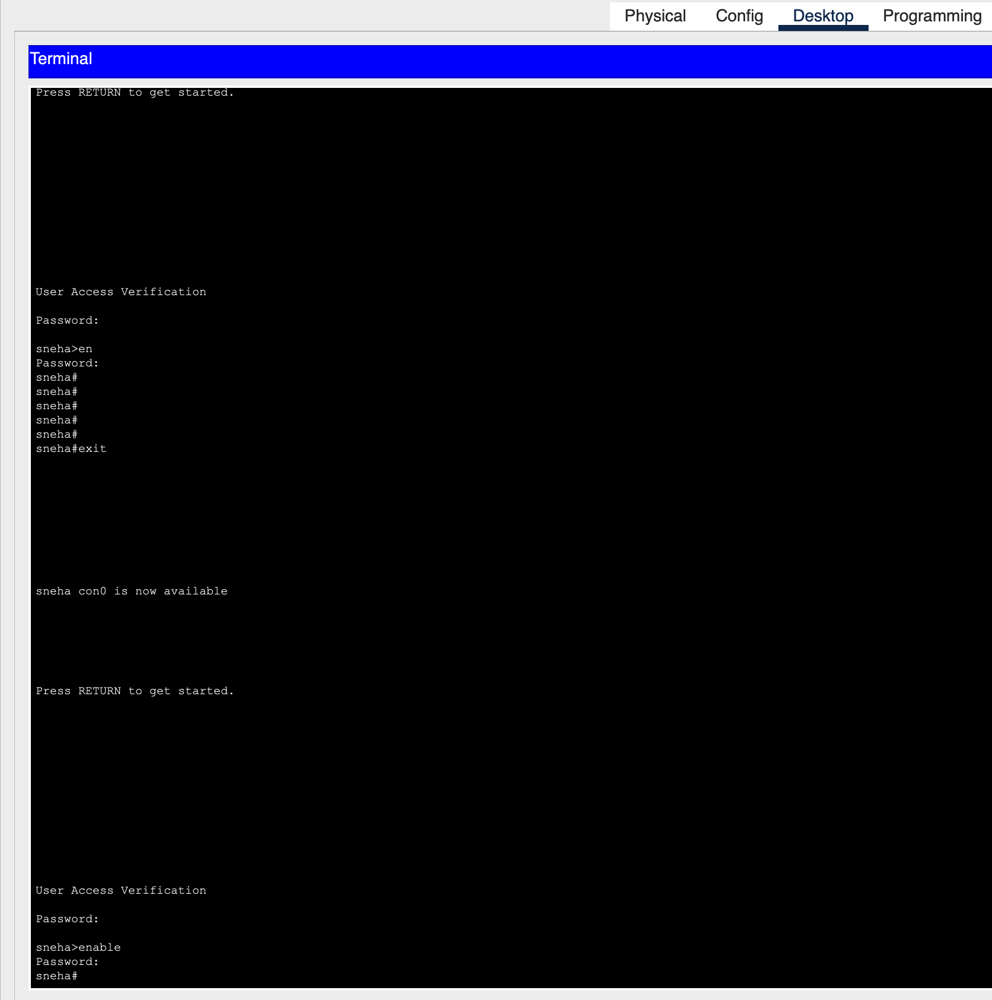 Physical Config Desktop Programming
Terminal
Press RETURN to get started.
User Access Verification
Password:
sneha>en
Password:
sneha#
sneha#
sneha#
sneha#
sneha#
sneha#exit
sneha con0 is now available
Press RETURN to get started.
User Access Verification
Password:
sneha>enable
Password:
sneha#